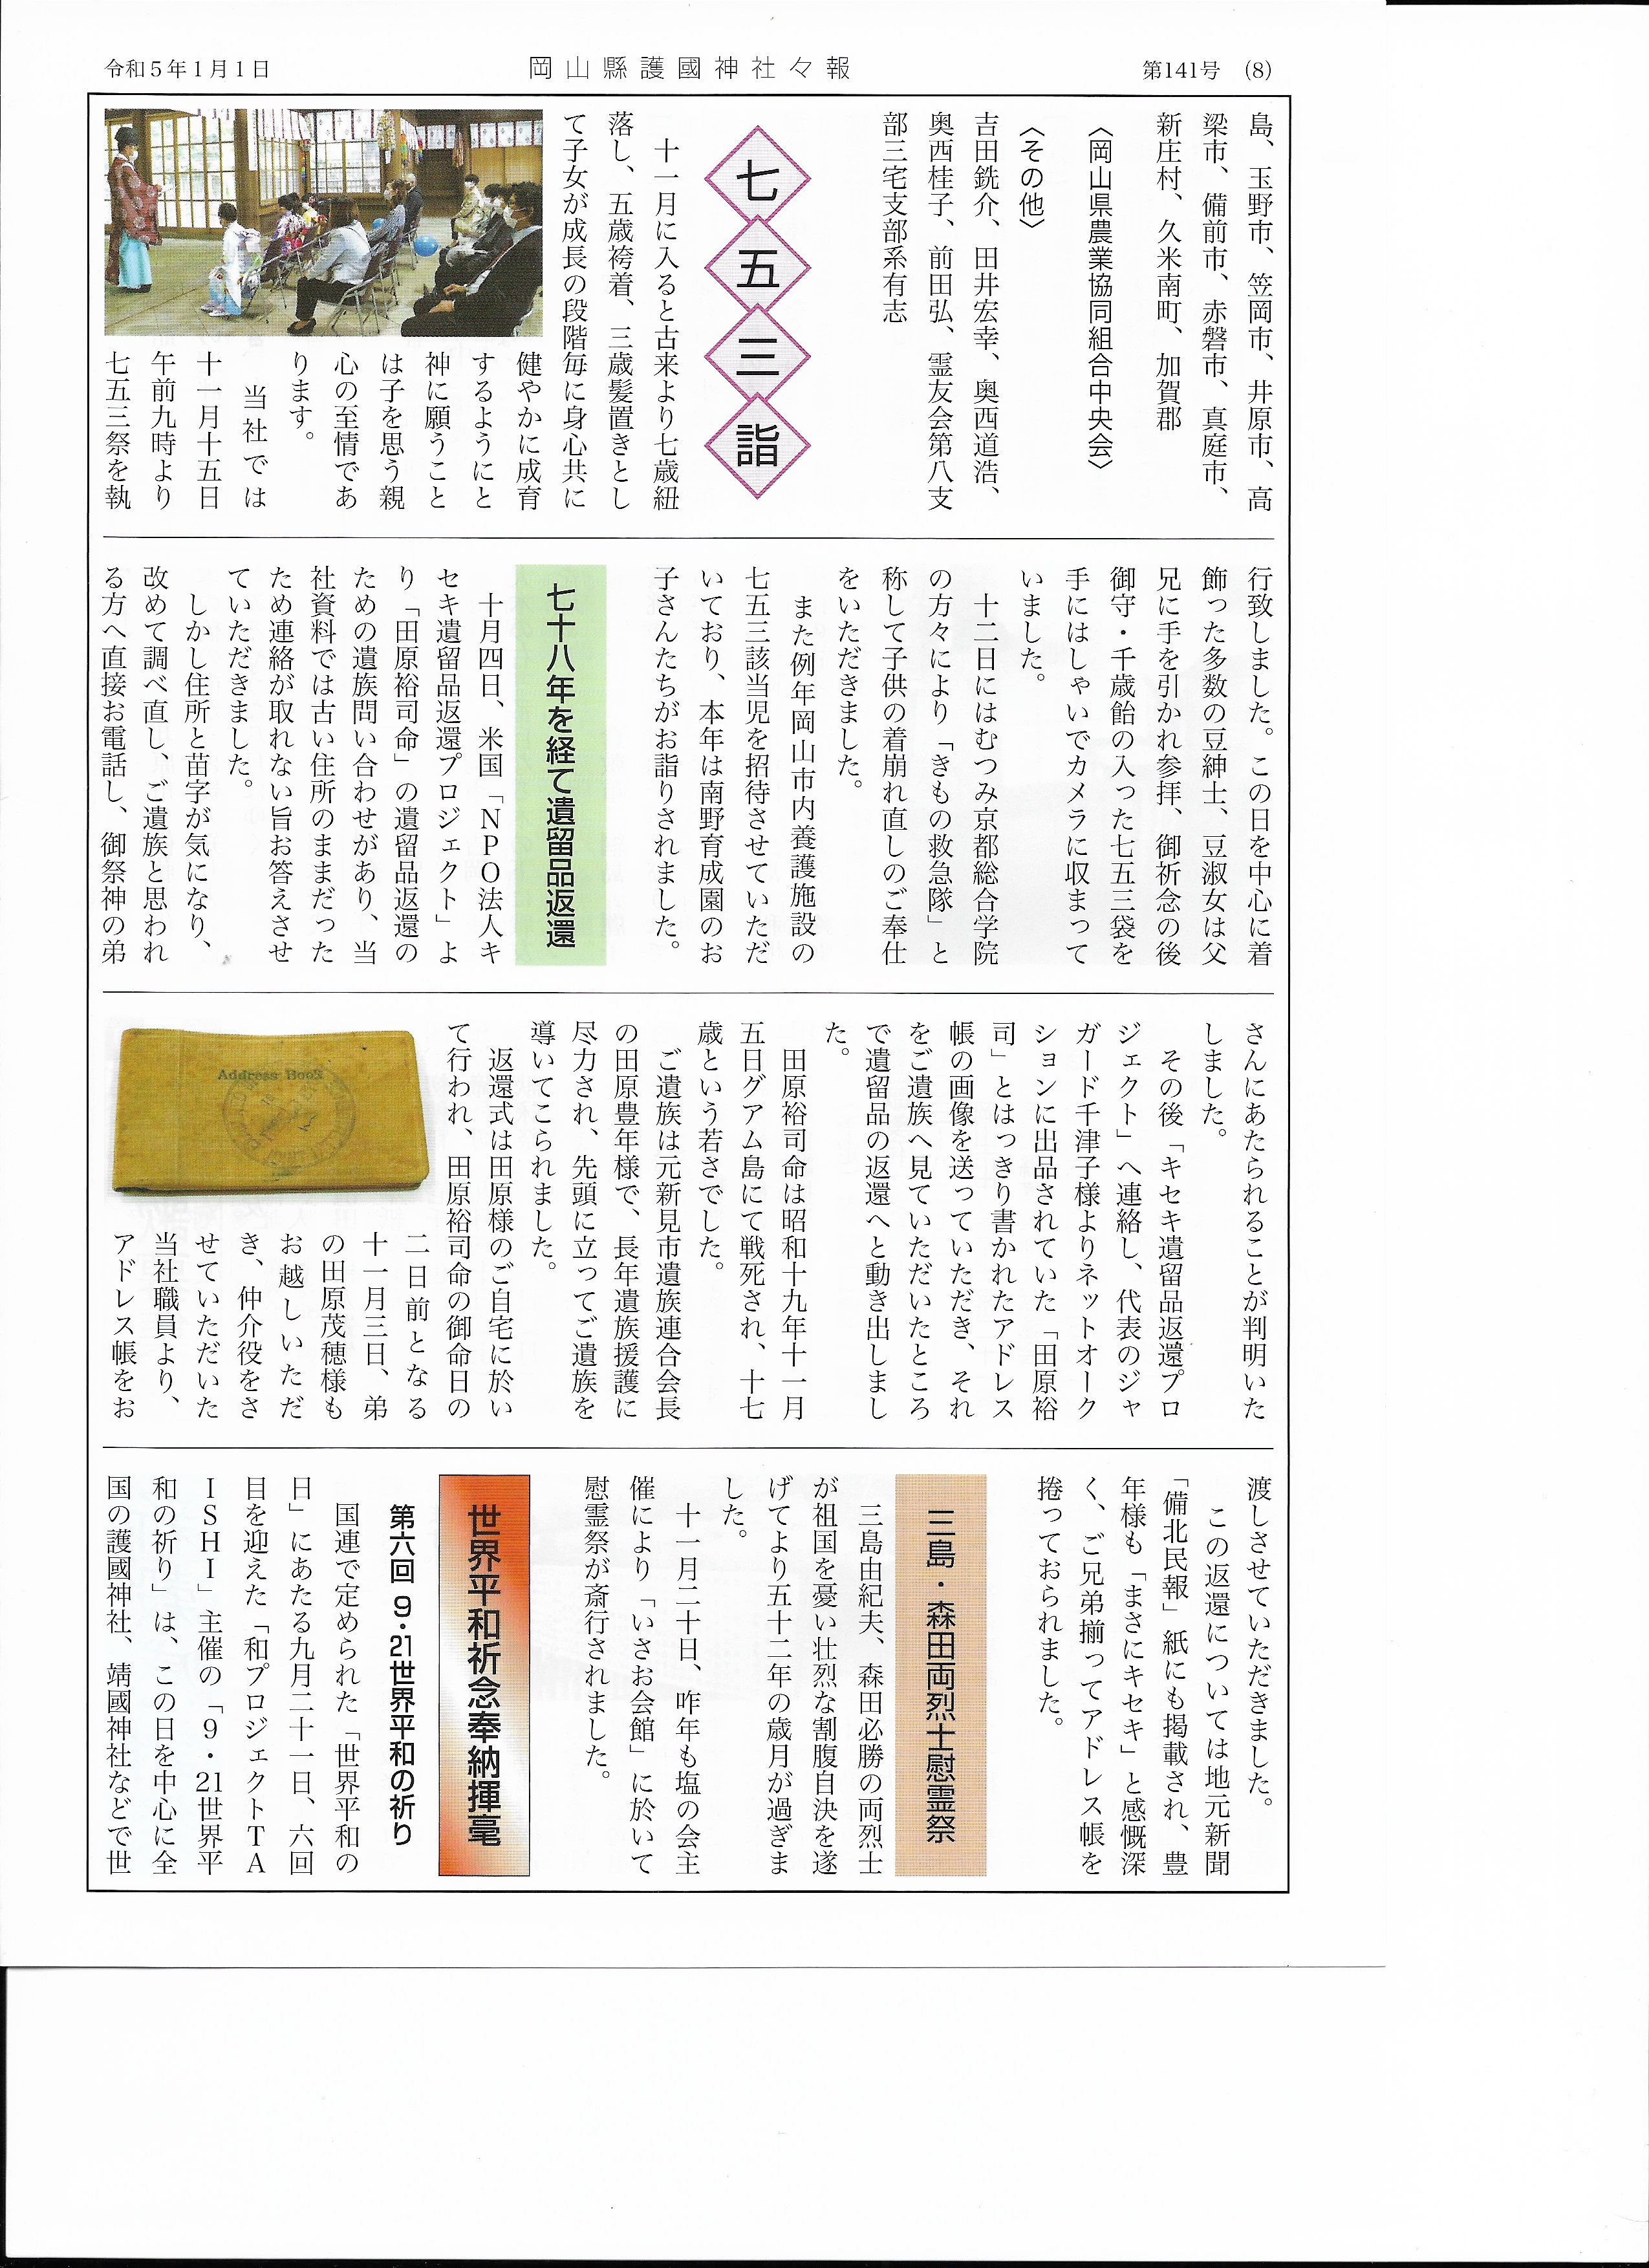 令和5年1月1日
岡山縣護國神社々報
第141号 (8)
島、玉野市、笠岡市、井原市、高
梁市、備前市、赤磐市、真庭市、
新庄村、久米南町、加賀郡
〈岡山県農業協同組合中央会〉
〈その他〉
吉田銑介、田井宏幸、奥西道浩、
奥西桂子、前田弘、霊友会第八支
部三宅支部系有志
七五三詣
十一月に入ると古来より七歳紐
落し、五歳袴着、三歳髪置きとし
て子女が成長の段階毎に身心共に
健やかに成育
するようにと
神に願うこと
は子を思う親
心の至情であ
ります。
当社では
十一月十五日
午前九時より
七五三祭を執
行致しました。この日を中心に着
飾った多数の豆紳士、豆淑女は父
兄に手を引かれ参拝、御祈念の後
御守・千歳飴の入った七五三袋を
手にはしゃいでカメラに収まって
いました。
十二日にはむつみ京都総合学院
の方々により「きもの救急隊」と
称して子供の着崩れ直しのご奉仕
をいただきました。
また例年岡山市内養護施設の
七五三該当児を招待させていただ
いており、本年は南野育成園のお
子さんたちがお詣りされました。
七十八年を経て遺留品返還
十月四日、米国「NPO法人キ
セキ遺留品返還プロジェクト」よ
り「田原裕司命」の遺留品返還の
ための遺族問い合わせがあり、当
社資料では古い住所のままだった
ため連絡が取れない旨お答えさせ
ていただきました。
しかし住所と苗字が気になり、
改めて調べ直し、ご遺族と思われ
る方へ直接お電話し、御祭神の弟
さんにあたられることが判明いた
しました。
その後「キセキ遺留品返還プロ
ジェクト」へ連絡し、代表のジャ
ガード千津子様よりネットオーク
ションに出品されていた「田原裕
司」とはっきり書かれたアドレス
帳の画像を送っていただき、それ
をご遺族へ見ていただいたところ
で遺留品の返還へと動き出しまし
た。
田原裕司命は昭和十九年十一月
五日グアム島にて戦死され、十七
歳という若さでした。
ご遺族は元新見市遺族連合会長
の田原豊年様で、長年遺族援護に
尽力され、先頭に立ってご遺族を
導いてこられました。
返還式は田原様のご自宅に於い
て行われ、田原裕司命の御命日の
Address Book
二日前となる
十一月三日、弟
の田原茂穂様も
お越しいただ
き、仲介役をさ
せていただいた
当社職員より、
アドレス帳をお
渡しさせていただきました。
この返還については地元新聞
「備北民報」紙にも掲載され、豊
年様も「まさにキセキ」と感慨深
く、ご兄弟揃ってアドレス帳を
捲っておられました。
三島・森田両烈士慰霊祭
三島由紀夫、森田必勝の両烈士
が祖国を憂い壮烈な割腹自決を遂
げてより五十二年の歳月が過ぎま
した。
十一月二十日、昨年も塩の会主
催により「いさお会館」に於いて
慰霊祭が斎行されました。
世界平和祈念奉納揮毫
第六回 9・21世界平和の祈り
国連で定められた「世界平和の
日」にあたる九月二十一日、六回
目を迎えた「和プロジェクトTA
ISHI」主催の「9・21世界平
和の祈り」は、この日を中心に全
国の護國神社、靖國神社などで世